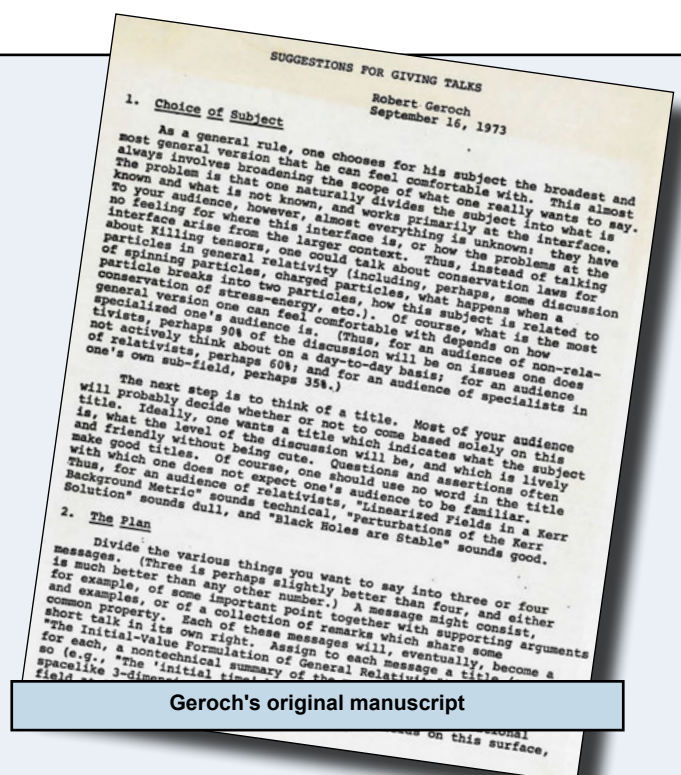 SUGGESTIONS FOR GIVING TALKS
Robert Geroch
September 16, 1973
1. Choice of Subject
As a general rule, one chooses for his subject the broadest and
most general version that he can feel comfortable with. This almost
always involves broadening the scope of what one really wants to say.
The problem is that one naturally divides the subject into what is
known and what is not known, and works primarily at the interface.
To your audience, however, almost everything is unknown: they have
no feeling for where this interface is, or how the problems at the
interface arise from the larger context. Thus, instead of talking
about Killing tensors, one could talk about conservation laws for
particles in general relativity (including, perhaps, some discussion
of spinning particles, charged particles, what happens when a
particle breaks into two particles, how this subject is related to
conservation of stress-energy, etc.). Of course, what is the most
general version one can feel comfortable with depends on how
specialized one's audience is. (Thus, for an audience of non-rela-
tivists, perhaps 90% of the discussion will be on issues one does
not actively think about on a day-to-day basis; for an audience
of relativists, perhaps 60%; and for an audience of specialists in
one's own sub-field, perhaps 35%.)
The next step is to think of a title. Most of your audience
will probably decide whether or not to come based solely on this
title. Ideally, one wants a title which indicates what the subject
is, what the level of the discussion will be, and which is lively
and friendly without being cute. Questions and assertions often
make good titles. Of course, one should use no word in the title
with which one does not expect one's audience to be familiar.
Thus, for an audience of relativists, "Linearized Fields in a Kerr
Background Metric" sounds technical, "Perturbations of the Kerr
Solution" sounds dull, and "Black Holes are Stable" sounds good.
2. The Plan
Divide the various things you want to say into three or four
messages. (Three is perhaps slightly better than four, and either
is much better than any other number.) A message might consist,
for example, of some important point together with supporting arguments
and examples, or of a collection of remarks which share some
common property. Each of these messages will, eventually, become a
short talk in its own right. Assign to each message a title
"The Initial-Value Formulation of General Relativity
for each, a nontechnical summary of the
so (e.g., "The 'initial time'
spacelike 3-dimensi
field
on this surface,
Geroch's original manuscript